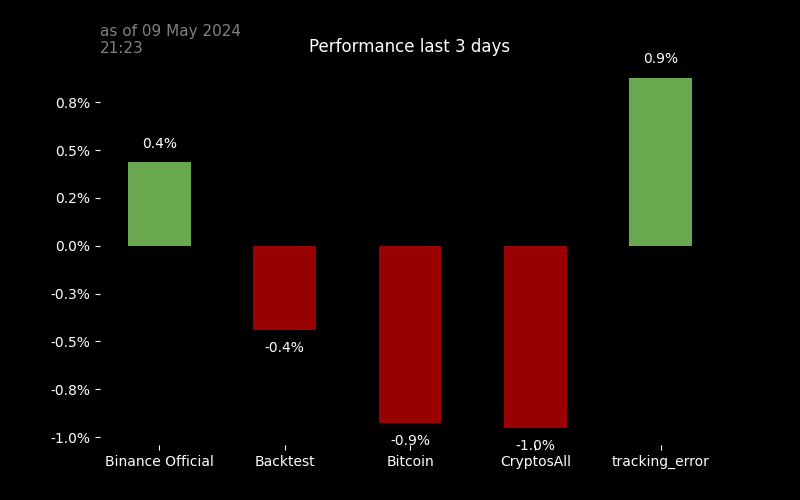 as of 09 May 2024
21:23
Performance last 3 days
0.9%
0.8%
0.4%
0.5%
0.2%
0.0%
-0.3%
-0.5%
-0.4%
-0.8%
-1.0%
-0.9%
-1.0%
Binance Official
Backtest
Bitcoin
CryptosAll
tracking_error